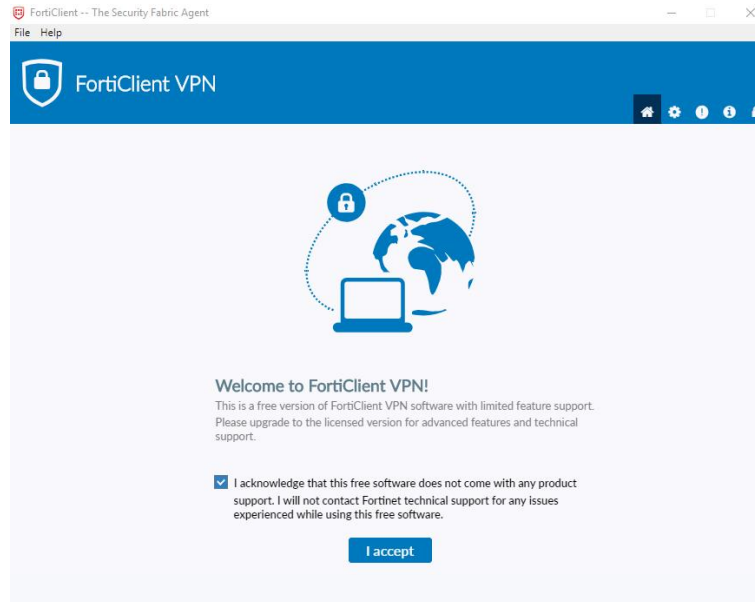 FortiClient -- The Security Fabric Agent
File Help
FortiClient VPN
Welcome to FortiClient VPN!
This is a free version of FortiClient VPN software with limited feature support.
Please upgrade to the licensed version for advanced features and technical
support.
I acknowledge that this free software does not come with any product
support. I will not contact Fortinet technical support for any issues
experienced while using this free software.
I accept